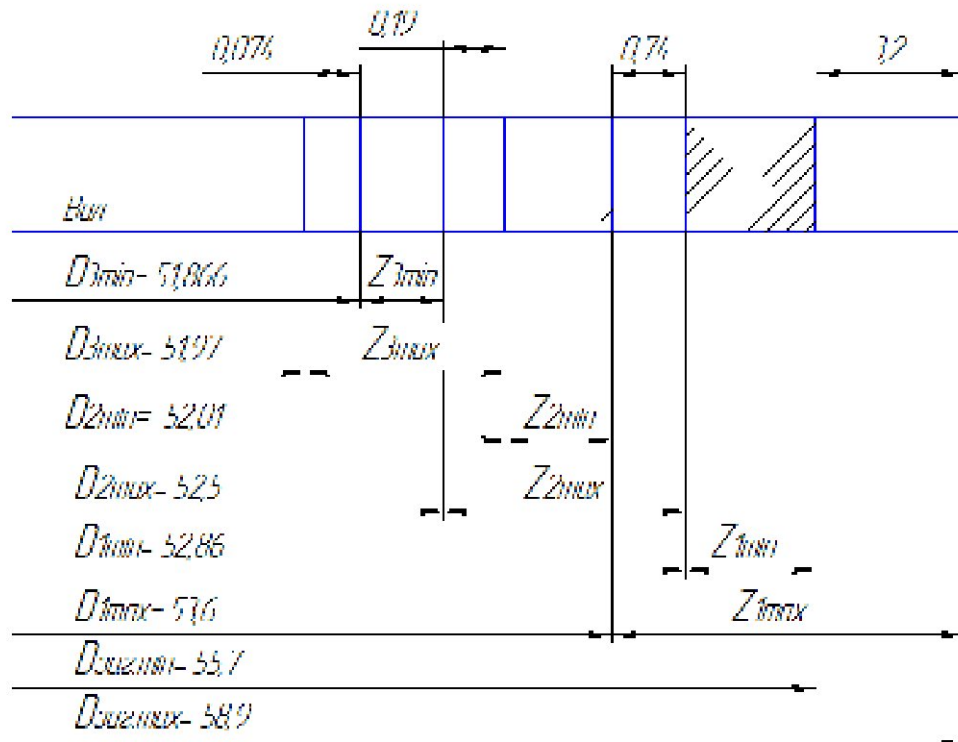 0,19
0,074 0,74 3,2
Вал
D3min= 51,866 Z3min
D3max= 51,97 Z3max
D2min= 52,01 Z2min
D2max= 52,3 Z2max
D1min= 52,86 Z1min
D1max= 53,6 Z1max
Dзаг.min= 55,7
Dзаг.max= 58,9